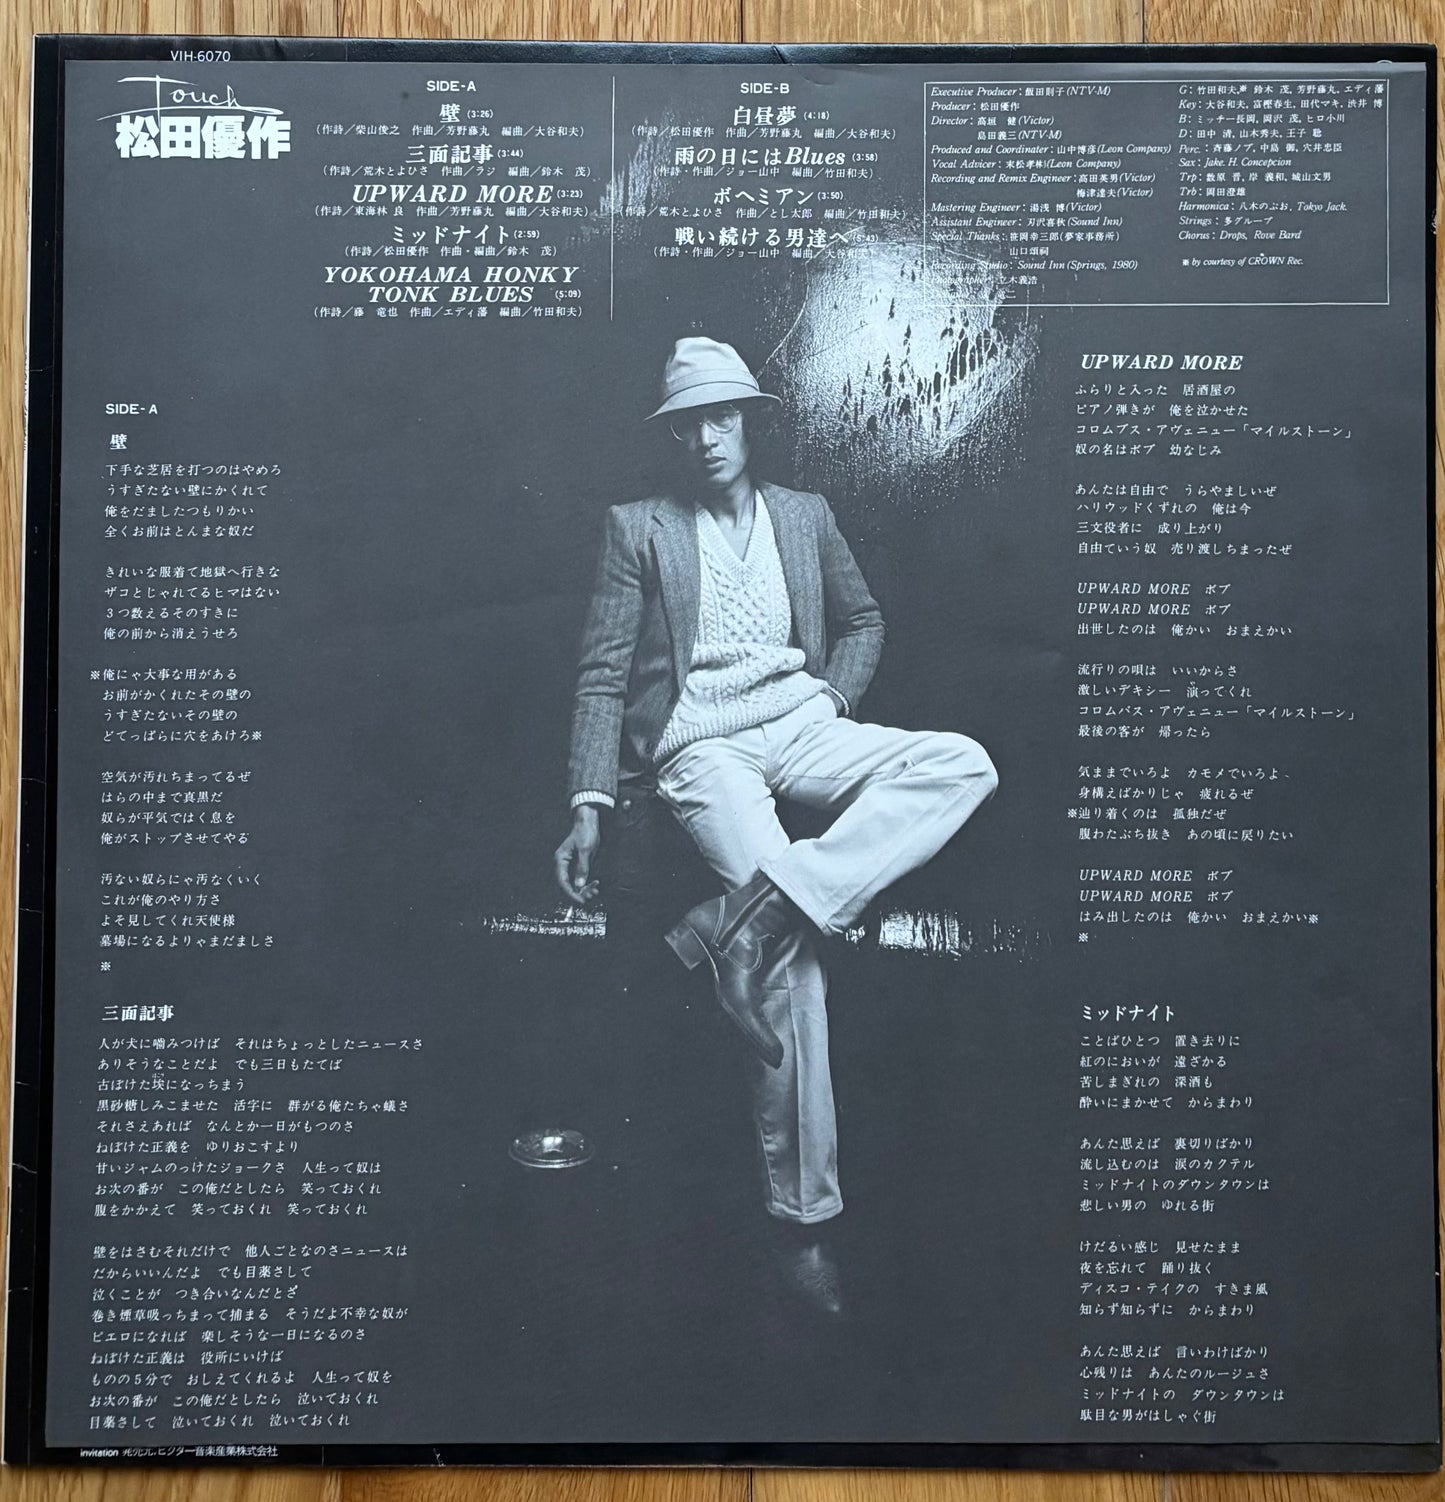 VIH-6070
Touch
松田優作
SIDE-A
壁(3:26)
(作詩/柴山俊之 作曲/芳野藤丸 編曲/大谷和夫)
三面記事(3:44)
(作詩/荒木とよひさ 作曲/ラジ 編曲/鈴木 茂)
UPWARD MORE(3:23)
(作詩/東海林 良 作曲/芳野藤丸 編曲/大谷和夫)
ミッドナイト(2:59)
(作詩/松田優作 作曲・編曲/鈴木 茂)
YOKOHAMA HONKY
TONK BLUES (5:09)
(作詩/藤 竜也 作曲/エディ藩 編曲/竹田和夫)
SIDE-B
白昼夢(4:18)
(作詩/松田優作 作曲/芳野藤丸 編曲/大谷和夫)
雨の日にはBlues(3:58)
(作詩・作曲/ジョー山中 編曲/竹田和夫)
ボヘミアン(3:50)
(作詩/荒木とよひさ 作曲/とし太郎 編曲/竹田和夫)
戦い続ける男達へ(5:43)
(作詩・作曲/ジョー山中 編曲/大谷和夫)
Executive Producer:飯田則子(NTV-M)
Producer:松田優作
Director:高垣 健(Victor)
島田義三(NTV-M)
Produced and Coordinater:山中博彦(Leon Company)
Vocal Advicer:末松孝林(Leon Company)
Recording and Remix Engineer:高田英男(Victor)
梅津達夫(Victor)
Mastering Engineer:湯浅 博(Victor)
Assistant Engineer:刃沢喜秋(Sound Inn)
Special Thanks:笹岡幸三郎(夢家事務所)
山口頌祠
Recording Studio:Sound Inn(Springs, 1980)
Photographer:立木義浩
G:竹田和夫,※ 鈴木 茂,芳野藤丸,エディ藩
Key:大谷和夫,富樫春生,田代マキ,渋井 博
B:ミッチー長岡,岡沢 茂,ヒロ小川
D:田中 清,山木秀夫,王子 聡
Perc.:斉藤ノブ,中島 御,穴井忠臣
Sax:Jake. H. Concepcion
Trp:数原 晋,岸 義和,城山文男
Trb:岡田澄雄
Harmonica:八木のぶお, Tokyo Jack.
Strings:多グループ
Chorus:Drops, Rove Bard
※ by courtesy of CROWN Rec.
SIDE-A
壁
下手な芝居を打つのはやめろ
うすぎたない壁にかくれて
俺をだましたつもりかい
全くお前はとんまな奴だ
きれいな服着て地獄へ行きな
ザコとじゃれてるヒマはない
3つ数えるそのすきに
俺の前から消えうせろ
※俺にゃ大事な用がある
お前がかくれたその壁の
うすぎたないその壁の
どてっぱらに穴をあけろ※
空気が汚れちまってるぜ
はらの中まで真黒だ
奴らが平気ではく息を
俺がストップさせてやる
汚ない奴らにゃ汚なくいく
これが俺のやり方さ
よそ見してくれ天使様
墓場になるよりゃまだましさ
※
三面記事
人が犬に噛みつけば それはちょっとしたニュースさ
ありそうなことだよ でも三日もたてば
古ぼけた埃になっちまう
黒砂糖しみこませた 活字に 群がる俺たちゃ蟻さ
それさえあれば なんとか一日がもつのさ
ねぼけた正義を ゆりおこすより
甘いジャムのっけたジョークさ 人生って奴は
お次の番が この俺だとしたら 笑っておくれ
腹をかかえて 笑っておくれ 笑っておくれ
壁をはさむそれだけで 他人ごとなのさニュースは
だからいいんだよ でも目薬さして
泣くことが つき合いなんだとさ
巻き煙草吸っちまって捕まる そうだよ不幸な奴が
ピエロになれば 楽しそうな一日になるのさ
ねぼけた正義は 役所にいけば
ものの5分で おしえてくれるよ 人生って奴を
お次の番が この俺だとしたら 泣いておくれ
目薬さして 泣いておくれ 泣いておくれ
UPWARD MORE
ふらりと入った 居酒屋の
ピアノ弾きが 俺を泣かせた
コロムブス・アヴェニュー「マイルストーン」
奴の名はボブ 幼なじみ
あんたは自由で うらやましいぜ
ハリウッドくずれの 俺は今
三文役者に 成り上がり
自由ていう奴 売り渡しちまったぜ
UPWARD MORE ボブ
UPWARD MORE ボブ
出世したのは 俺かい おまえかい
流行りの唄は いいからさ
激しいデキシー 演ってくれ
コロムバス・アヴェニュー「マイルストーン」
最後の客が 帰ったら
気ままでいろよ カモメでいろよ、
身構えばかりじゃ 疲れるぜ
※辿り着くのは 孤独だぜ
腹わたぶち抜き あの頃に戻りたい
UPWARD MORE ボブ
UPWARD MORE ボブ
はみ出したのは 俺かい おまえかい※
※
ミッドナイト
ことばひとつ 置き去りに
紅のにおいが 遠ざかる
苦しまぎれの 深酒も
酔いにまかせて からまわり
あんた思えば 裏切りばかり
流し込むのは 涙のカクテル
ミッドナイトのダウンタウンは
悲しい男の ゆれる街
けだるい感じ 見せたまま
夜を忘れて 踊り抜く
ディスコ・テイクの すきま風
知らず知らずに からまわり
あんた思えば 言いわけばかり
心残りは あんたのルージュさ
ミッドナイトの ダウンタウンは
駄目な男がはしゃぐ街
invitation 発売元:ビクター音楽産業株式会社